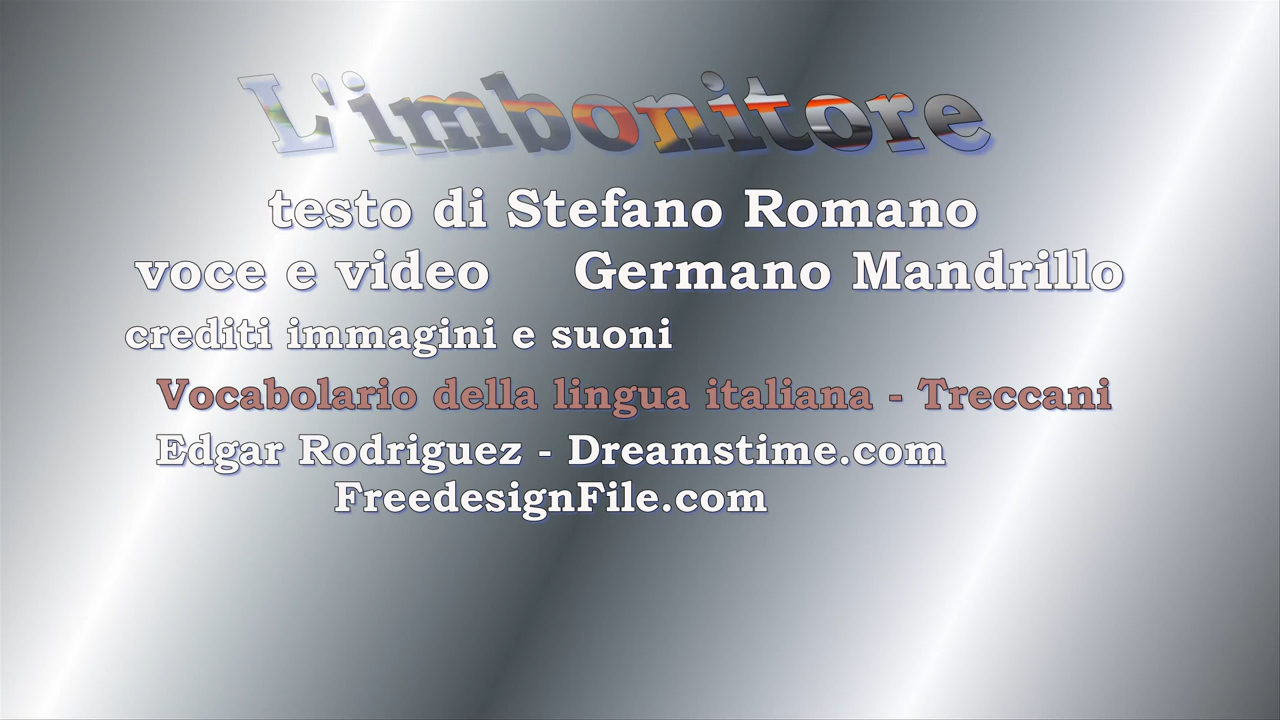 L'imbonitore
testo di Stefano Romano
voce e video Germano Mandrillo
crediti immagini e suoni
Vocabolario della lingua italiana - Treccani
Edgar Rodriguez - Dreamstime.com
FreedesignFile.com